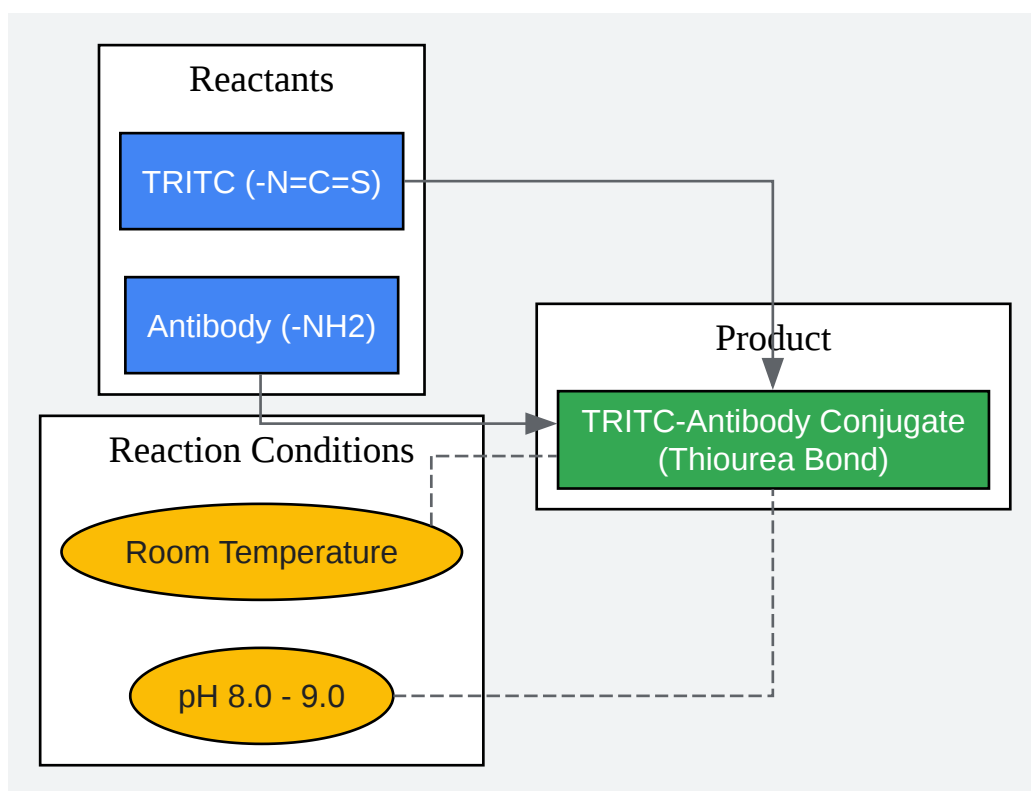 Reactants
TRITC (-N=C=S)
Antibody (-NH2)
Product
TRITC-Antibody Conjugate
(Thiourea Bond)
Reaction Conditions
Room Temperature
pH 8.0 - 9.0